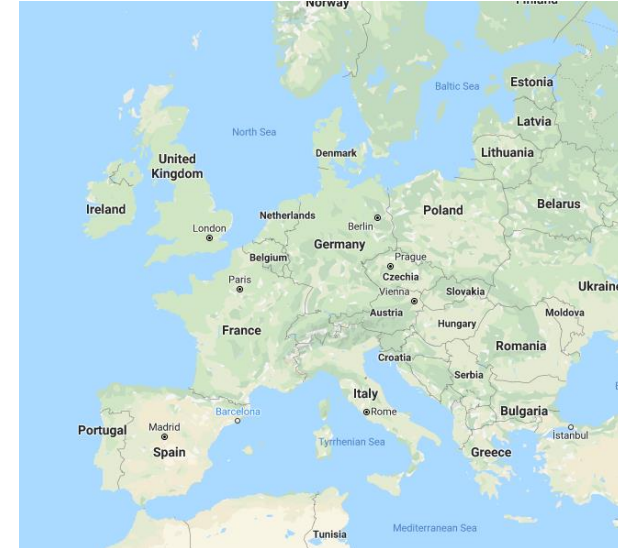 Norway
Finland
Baltic Sea
Estonia
North Sea
Latvia
Denmark
Lithuania
United
Kingdom
Ireland
Netherlands
Poland
Belarus
London
Berlin
Germany
Belgium
Prague
Czechia
Paris
Ukraine
Vienna
Slovakia
Austria
Moldova
Hungary
France
Romania
Croatia
Serbia
Italy
Barcelona
Rome
Bulgaria
Portugal
Madrid
İstanbul
Spain
Tyrrhenian Sea
Greece
Tunisia
Mediterranean Sea